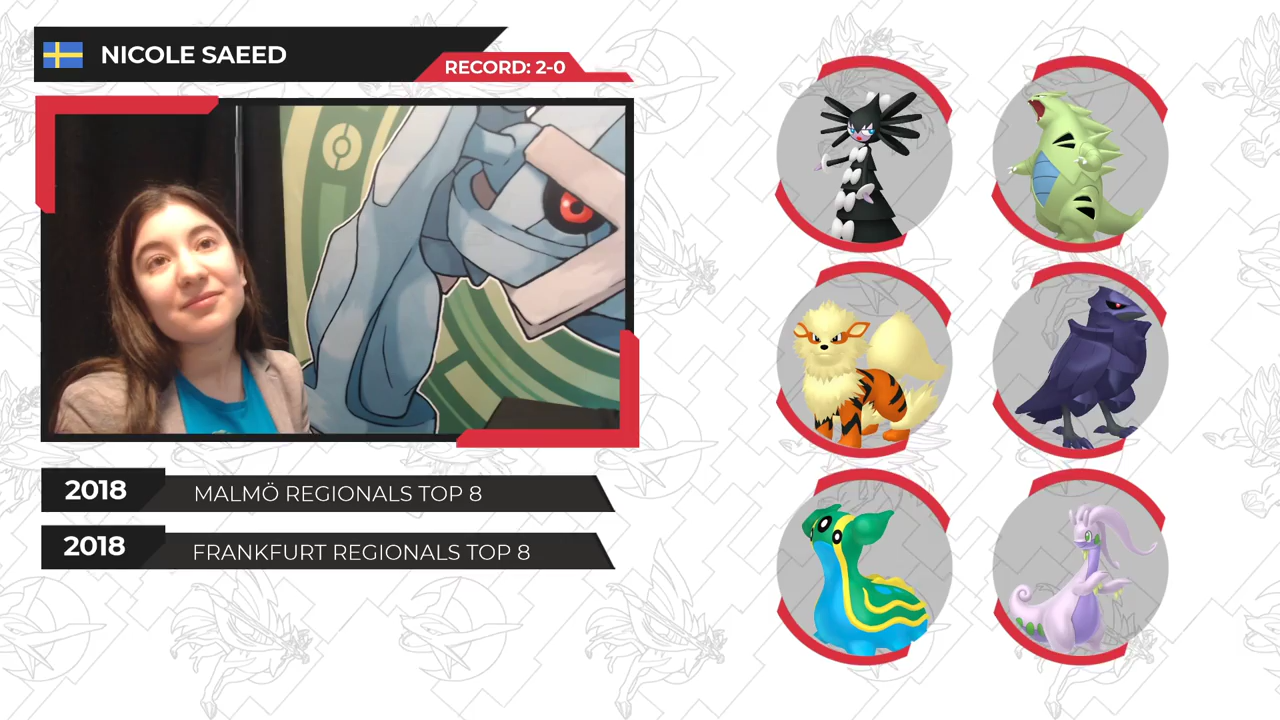 NICOLE SAEED
RECORD: 2-0
2018
MALMÖ REGIONALS TOP 8
2018
FRANKFURT REGIONALS TOP 8